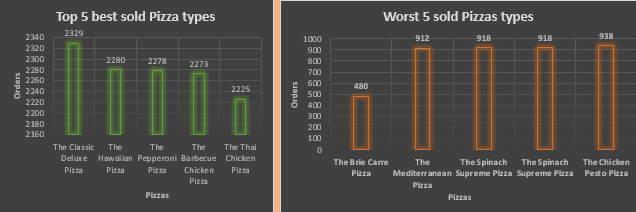 Top 5 best sold Pizza types
2340
2320
2300
2280
2260
2240
2220
2200
2180
2160
Orders
2329
2280
2278
2273
2225
The Classic
Deluxe
Pizza
The
Hawaiian
Pizza
The
Pepperoni
Pizza
The
Barbecue
Chicken
Pizza
The Thai
Chicken
Pizza
Pizzas
Worst 5 sold Pizzas types
1000
900
800
700
600
500
400
300
200
100
0
Orders
480
912
918
918
938
The Brie Carre
Pizza
The
Mediterranean
Pizza
The Spinach
Supreme Pizza
The Spinach
Supreme Pizza
The Chicken
Pesto Pizza
Pizzas